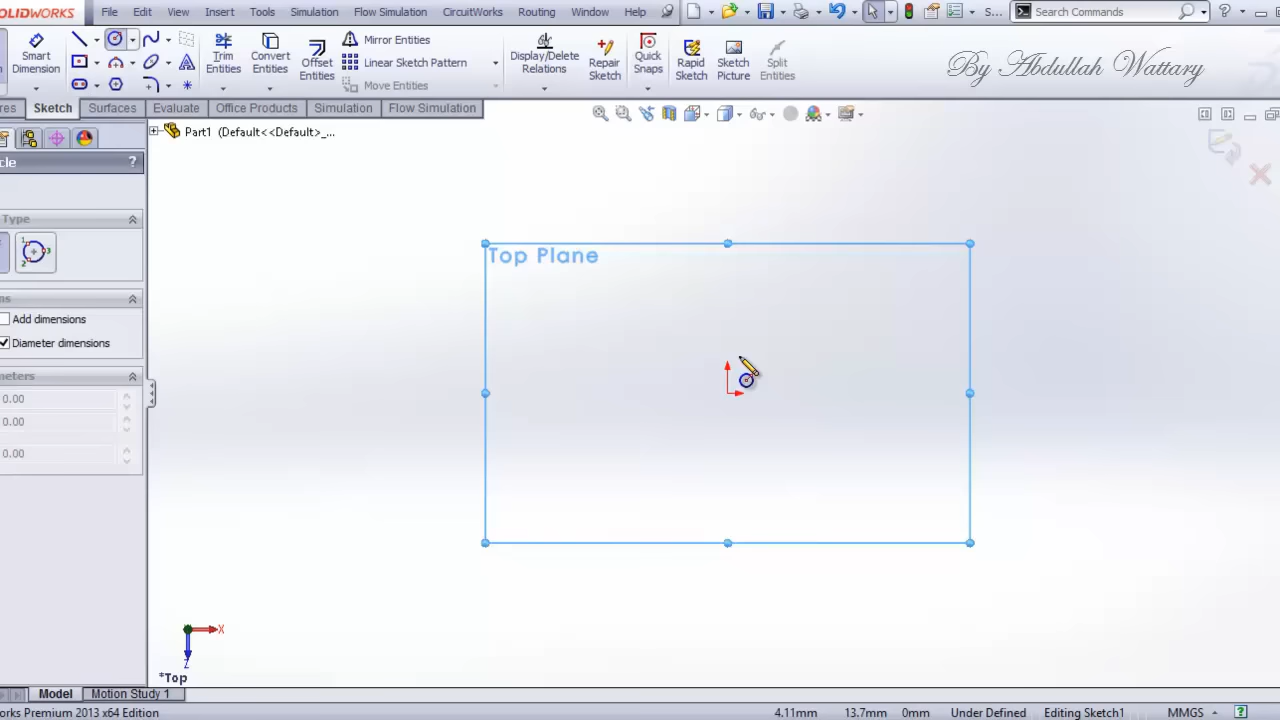 SOLIDWORKS File Edit View Insert Tools Simulation Flow Simulation CircuitWorks Routing Window Help S... Search Commands ?
Smart Dimension
Trim Entities
Convert Entities
Offset Entities
Mirror Entities
Linear Sketch Pattern
Move Entities
Display/Delete Relations
Repair Sketch
Quick Snaps
Rapid Sketch
Sketch Picture
Split Entities
By Abdullah Wattary
res Sketch Surfaces Evaluate Office Products Simulation Flow Simulation
Part1 (Default<<Default>_...
cle ?
Type
ns
Add dimensions
Diameter dimensions
meters
0.00
0.00
0.00
Top Plane
X
Z
*Top
Model Motion Study 1
orks Premium 2013 x64 Edition 4.11mm 13.7mm 0mm Under Defined Editing Sketch1 MMGS ?